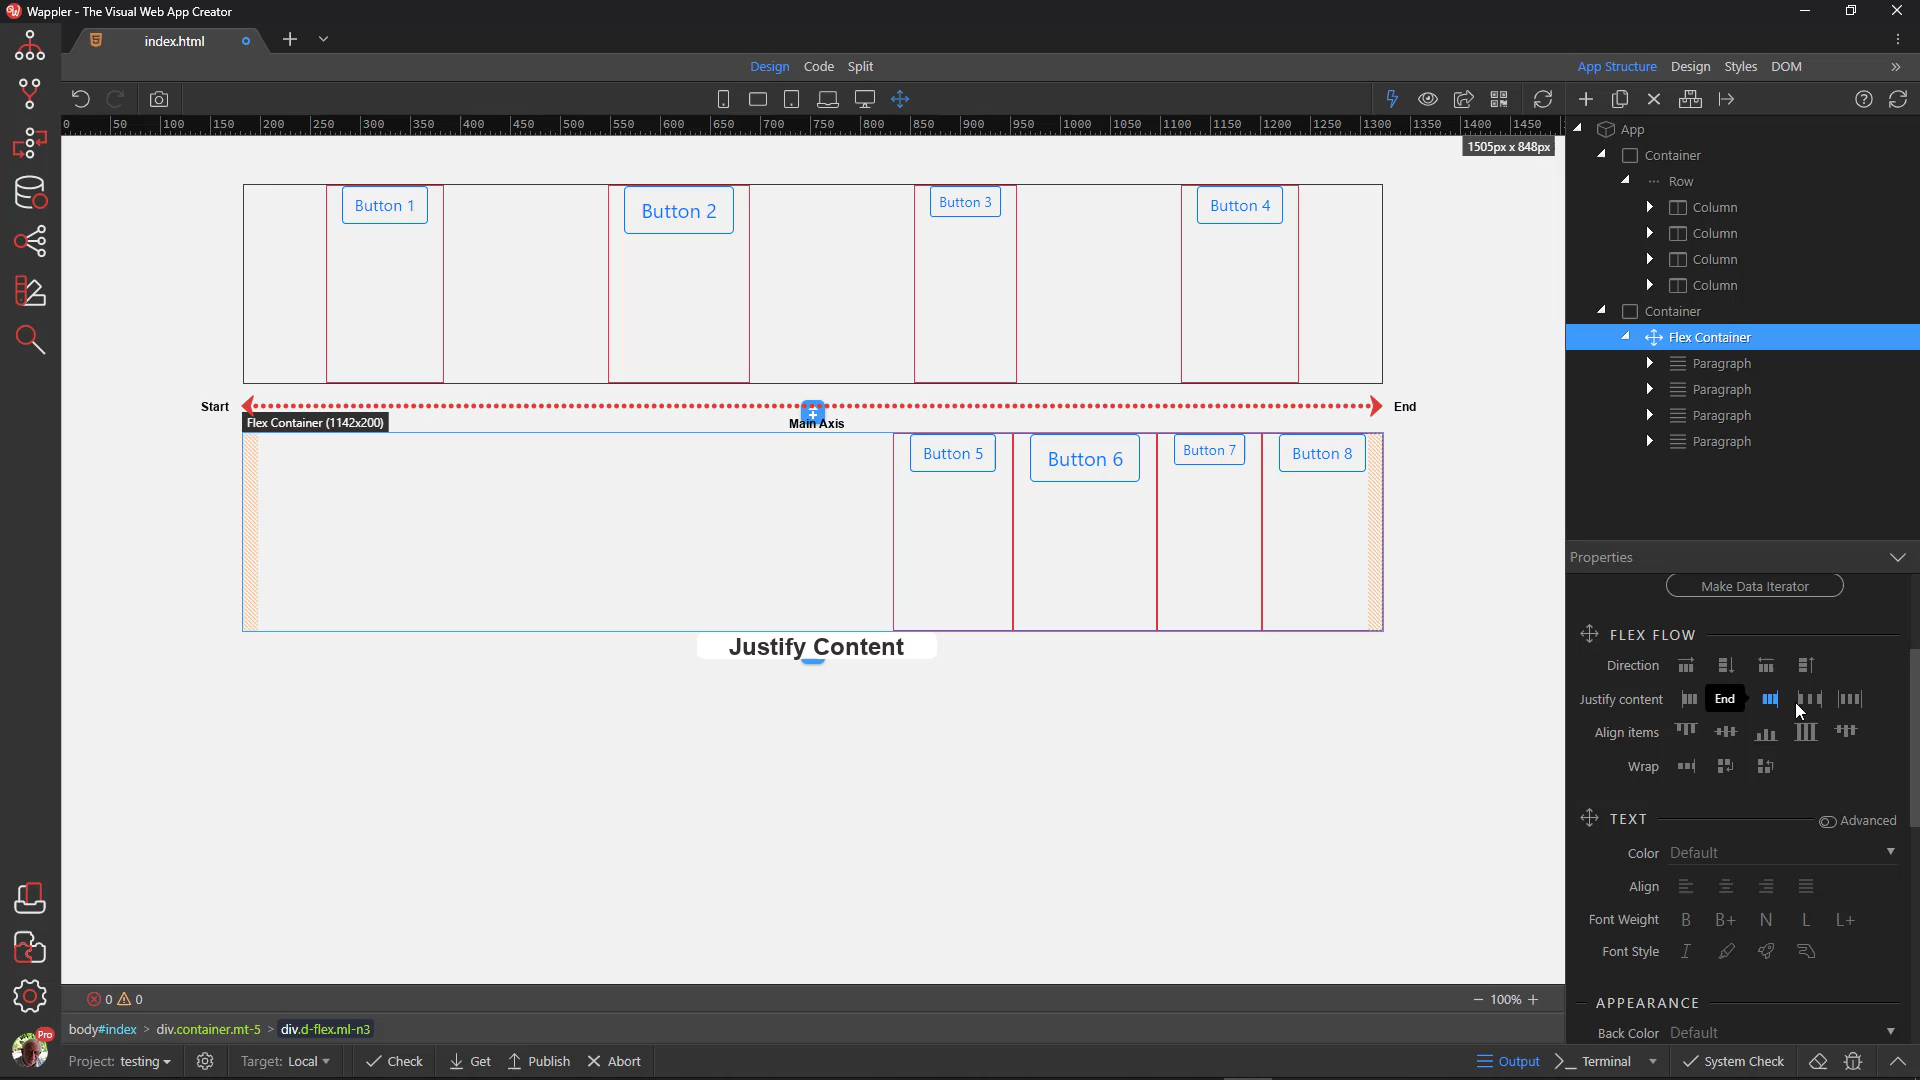 Wappler - The Visual Web App Creator
index.html
Design Code Split
App Structure Design Styles DOM
0 50 100 150 200 250 300 350 400 450 500 550 600 650 700 750 800 850 900 950 1000 1050 1100 1150 1200 1250 1300 1350 1400 1450
1505px x 848px
App
Container
Row
Column
Column
Column
Column
Container
Flex Container
Paragraph
Paragraph
Paragraph
Paragraph
Button 1
Button 2
Button 3
Button 4
Start
End
Flex Container (1142x200)
Main Axis
Button 5
Button 6
Button 7
Button 8
Justify Content
Properties
Make Data Iterator
FLEX FLOW
Direction
Justify content
End
Align items
Wrap
TEXT
Advanced
Color Default
Align
Font Weight B B+ N L L+
Font Style
APPEARANCE
Back Color Default
0 0
100%
body#index > div.container.mt-5 > div.d-flex.ml-n3
Pro
Project: testing
Target: Local
Check
Get
Publish
Abort
Output
Terminal
System Check